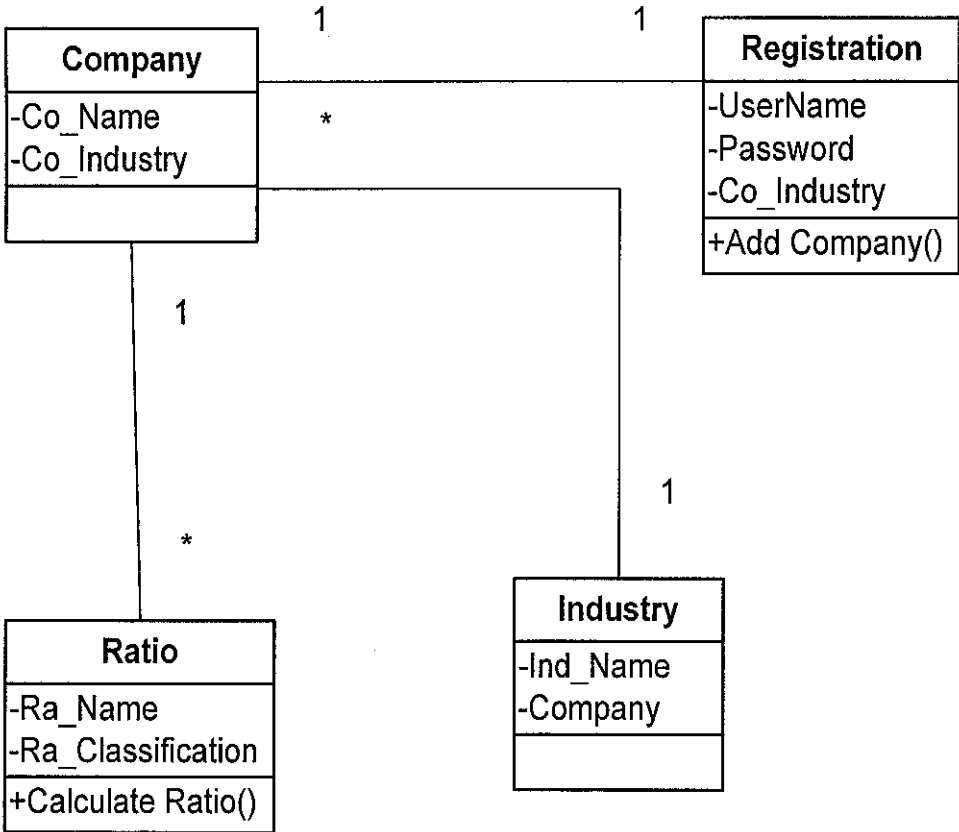 1
1
Company
-Co_Name
-Co_Industry
*
Registration
-UserName
-Password
-Co_Industry
+Add Company()
1
*
1
Ratio
-Ra_Name
-Ra_Classification
+Calculate Ratio()
Industry
-Ind_Name
-Company